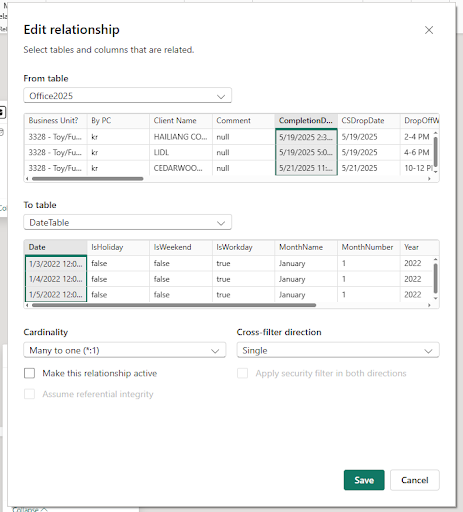 Edit relationship
Select tables and columns that are related.
From table
Office2025
Business Unit? By PC Client Name Comment CompletionD... CSDropDate DropOffW
3328 - Toy/Fu... kr HAILIANG CO... null 5/19/2025 2:3... 5/19/2025 2-4 PM
3328 - Toy/Fu... kr LIDL null 5/19/2025 5:0... 5/19/2025 4-6 PM
3328 - Toy/Fu... kr CEDARWOO... null 5/21/2025 11:... 5/21/2025 10-12 P
To table
DateTable
Date IsHoliday IsWeekend IsWorkday MonthName MonthNumber Year
1/3/2022 12:0... false false true January 1 2022
1/4/2022 12:0... false false true January 1 2022
1/5/2022 12:0... false false true January 1 2022
Cardinality Cross-filter direction
Many to one (*:1) Single
Make this relationship active Apply security filter in both directions
Assume referential integrity
Save Cancel
Collapse